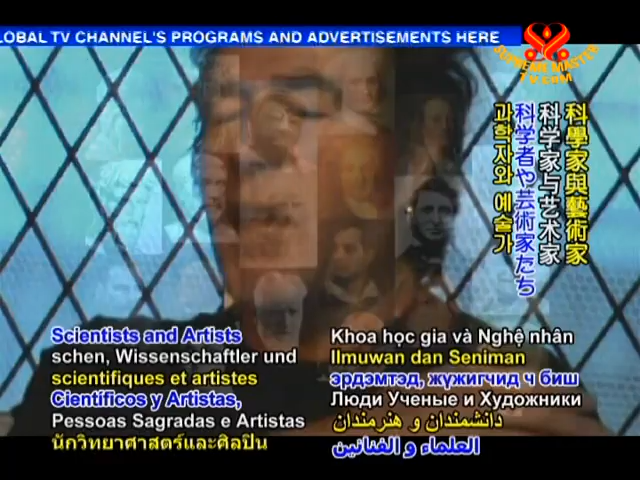 LOBAL TV CHANNEL'S PROGRAMS AND ADVERTISEMENTS HERE
SUPREME MASTER
TV.COM
科學家與藝術家
科学家与艺术家
科学者や芸術家たち
과학자와 예술가
Scientists and Artists
schen, Wissenschaftler und
scientifiques et artistes
Científicos y Artistas,
Pessoas Sagradas e Artistas
นักวิทยาศาสตร์และศิลปิน
Khoa học gia và Nghệ nhân
Ilmuwan dan Seniman
эрдэмтэд, жүжигчид ч биш
Люди Ученые и Художники
دانشمندان و هنرمندان
العلماء و الفنانين